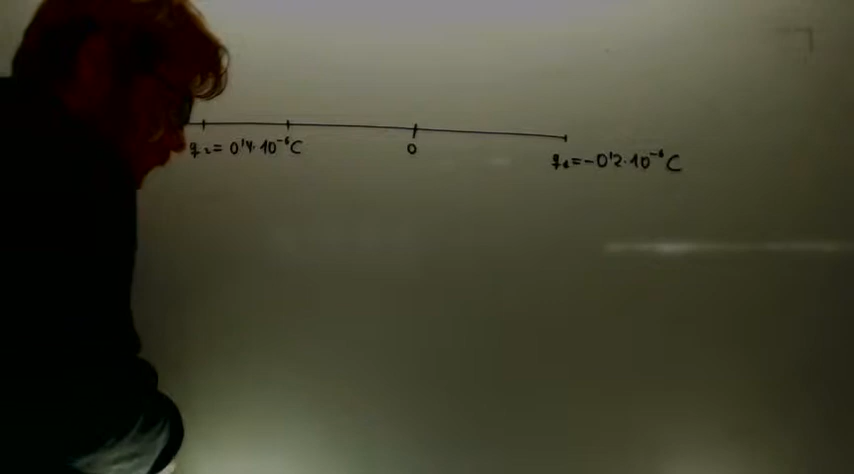 q₂ = 0'4·10⁻⁶C
0
q₁ = -0'2·10⁻⁶C